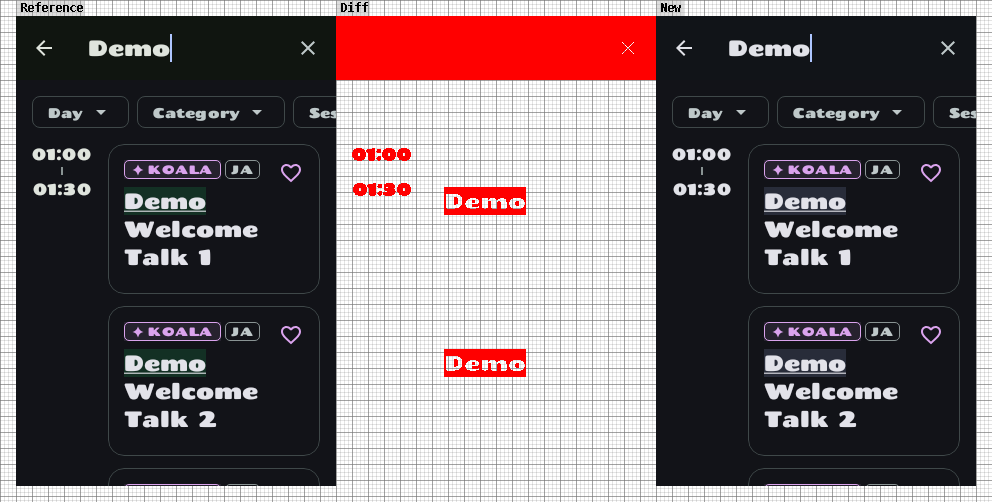 Reference
Demo
Day
Category
Ses
01:00
01:30
KOALA
JA
Demo
Welcome
Talk 1
KOALA
JA
Demo
Welcome
Talk 2
Diff
01:00
01:30
Demo
Demo
New
Demo
Day
Category
Ses
01:00
01:30
KOALA
JA
Demo
Welcome
Talk 1
KOALA
JA
Demo
Welcome
Talk 2